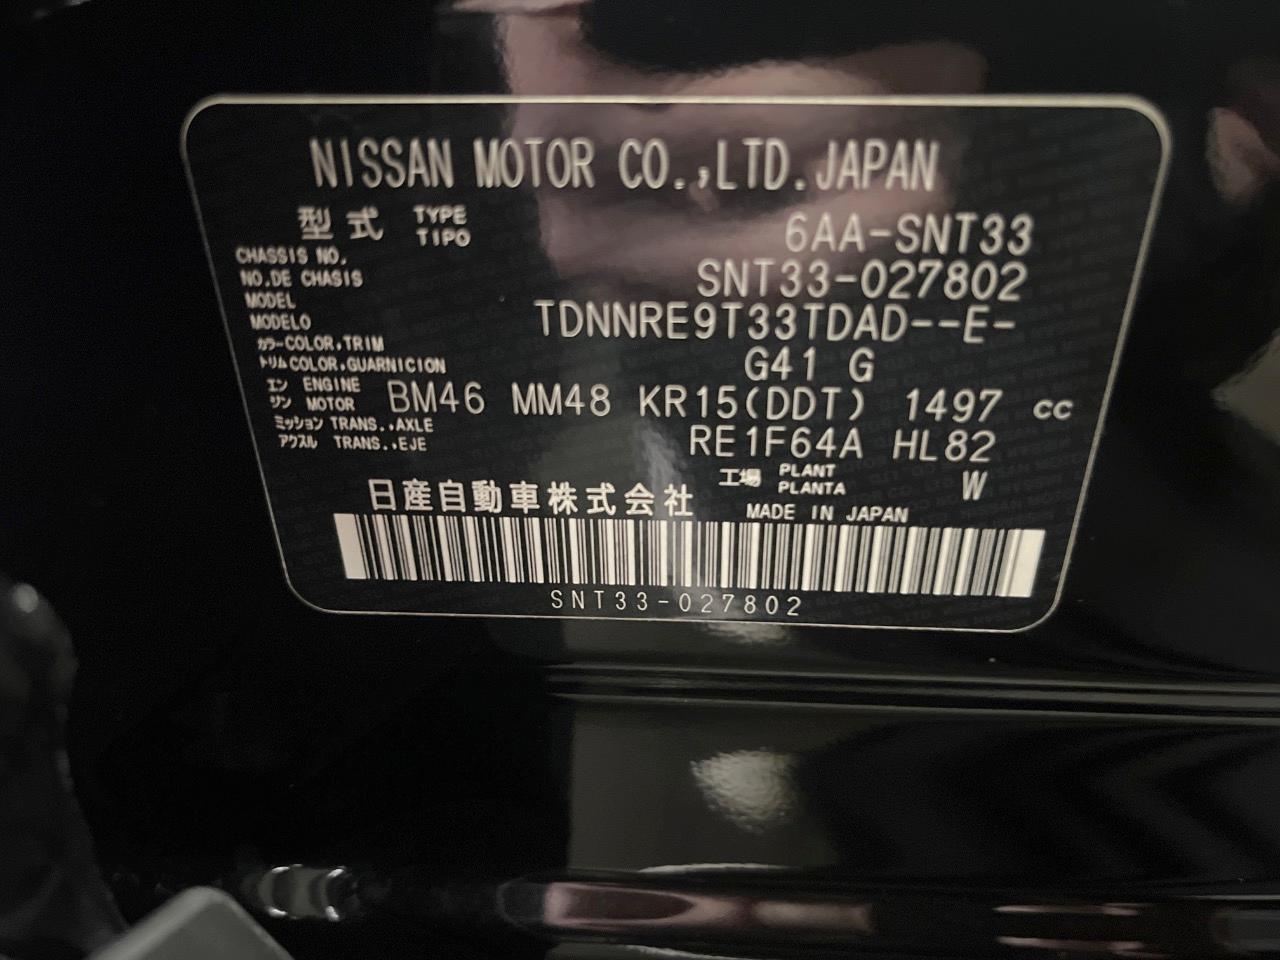 NISSAN MOTOR CO.,LTD.JAPAN
型式 TYPE TIPO 6AA-SNT33
CHASSIS NO.
NO.DE CHASIS SNT33-027802
MODEL
MODELO TDNNRE9T33TDAD--E-
カラー COLOR,TRIM
トリム COLOR,GUARNICION G41 G
エン ENGINE
ジン MOTOR BM46 MM48 KR15(DDT) 1497 cc
ミッション TRANS.,AXLE
アクスル TRANS.,EJE RE1F64A HL82
工場 PLANT PLANTA W
日産自動車株式会社 MADE IN JAPAN
SNT33-027802